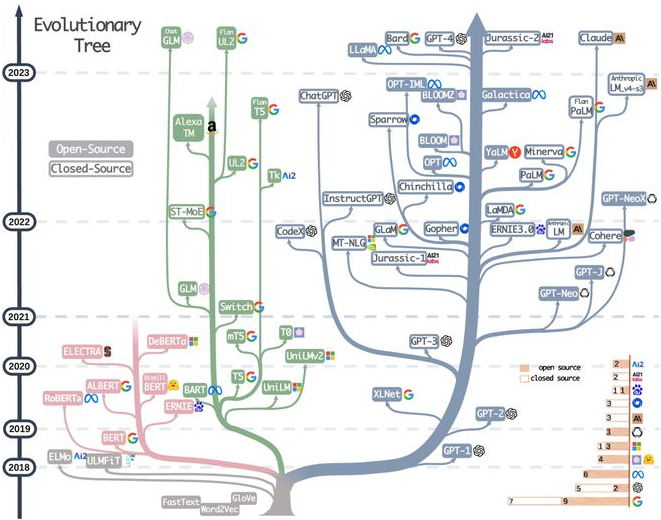 Evolutionary
Tree
Open-Source
Closed-Source
2023
2022
2021
2020
2019
2018
Chat
GLM
Flan
UL2
Bard
GPT-4
Jurassic-2
AI21
labs
Claude
A\
LLaMA
Anthropic
LM_v4-s3
A\
OPT-IML
BLOOMZ
Galactica
ChatGPT
Flan
T5
Flan
PaLM
Alexa
TM
a
Sparrow
BLOOM
YaLM
Y
Minerva
UL2
OPT
Tk
Ai2
PaLM
Chinchilla
InstructGPT
GPT-NeoX
ST-MoE
LaMDA
CodeX
GLaM
Gopher
ERNIE3.0
Anthropic
LM
A\
Cohere
MT-NLG
Jurassic-1
AI21
labs
GPT-J
GLM
GPT-Neo
Switch
DeBERTa
mT5
T0
GPT-3
ELECTRA
UniLMv2
ALBERT
Distill
BERT
BART
T5
UniLM
RoBERTa
ERNIE
XLNet
GPT-2
BERT
GPT-1
ELMo
Ai2
ULMFiT
FastText
Word2Vec
GloVe
open source
closed source
2
Ai2
2
AI21
labs
1 1
3
3
A\
3
1 3
4
6
5 2
7 9